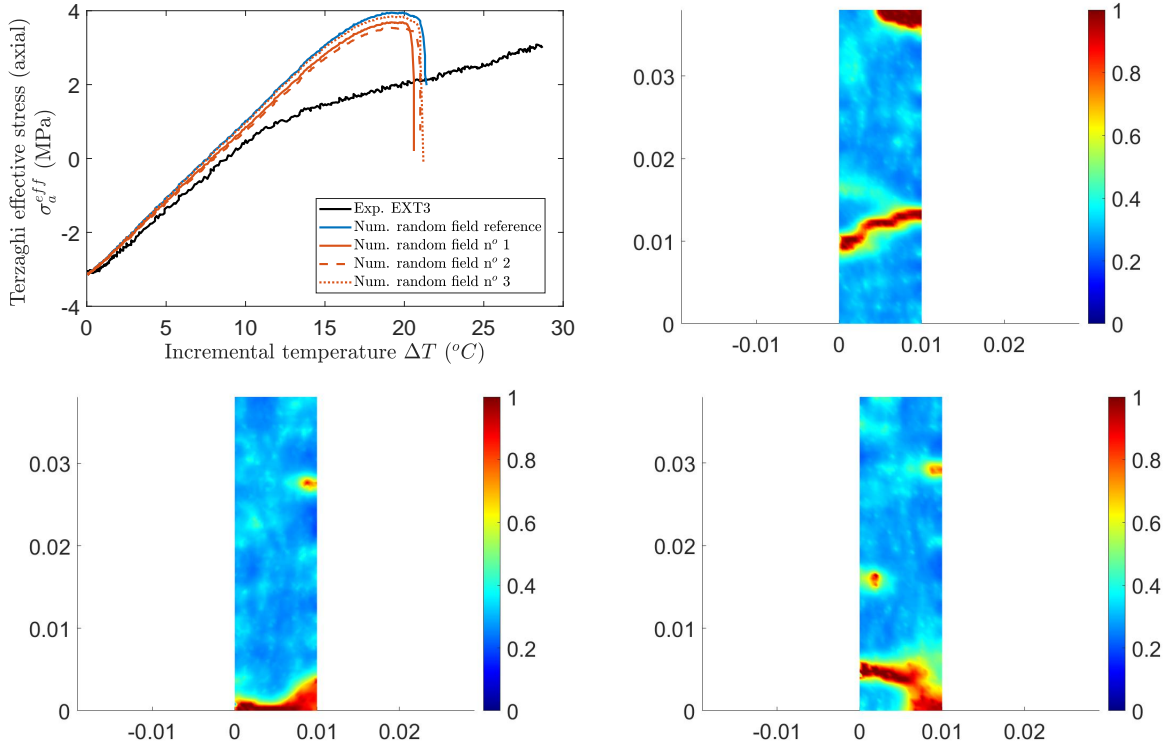 Terzaghi effective stress (axial)
σ_a^{eff} (MPa)
4
2
0
-2
-4
0 5 10 15 20 25 30
Incremental temperature ΔT (°C)
Exp. EXT3
Num. random field reference
Num. random field nº 1
Num. random field nº 2
Num. random field nº 3
0.03
0.02
0.01
0
-0.01 0 0.01 0.02
1
0.8
0.6
0.4
0.2
0
0.03
0.02
0.01
0
-0.01 0 0.01 0.02
1
0.8
0.6
0.4
0.2
0
0.03
0.02
0.01
0
-0.01 0 0.01 0.02
1
0.8
0.6
0.4
0.2
0